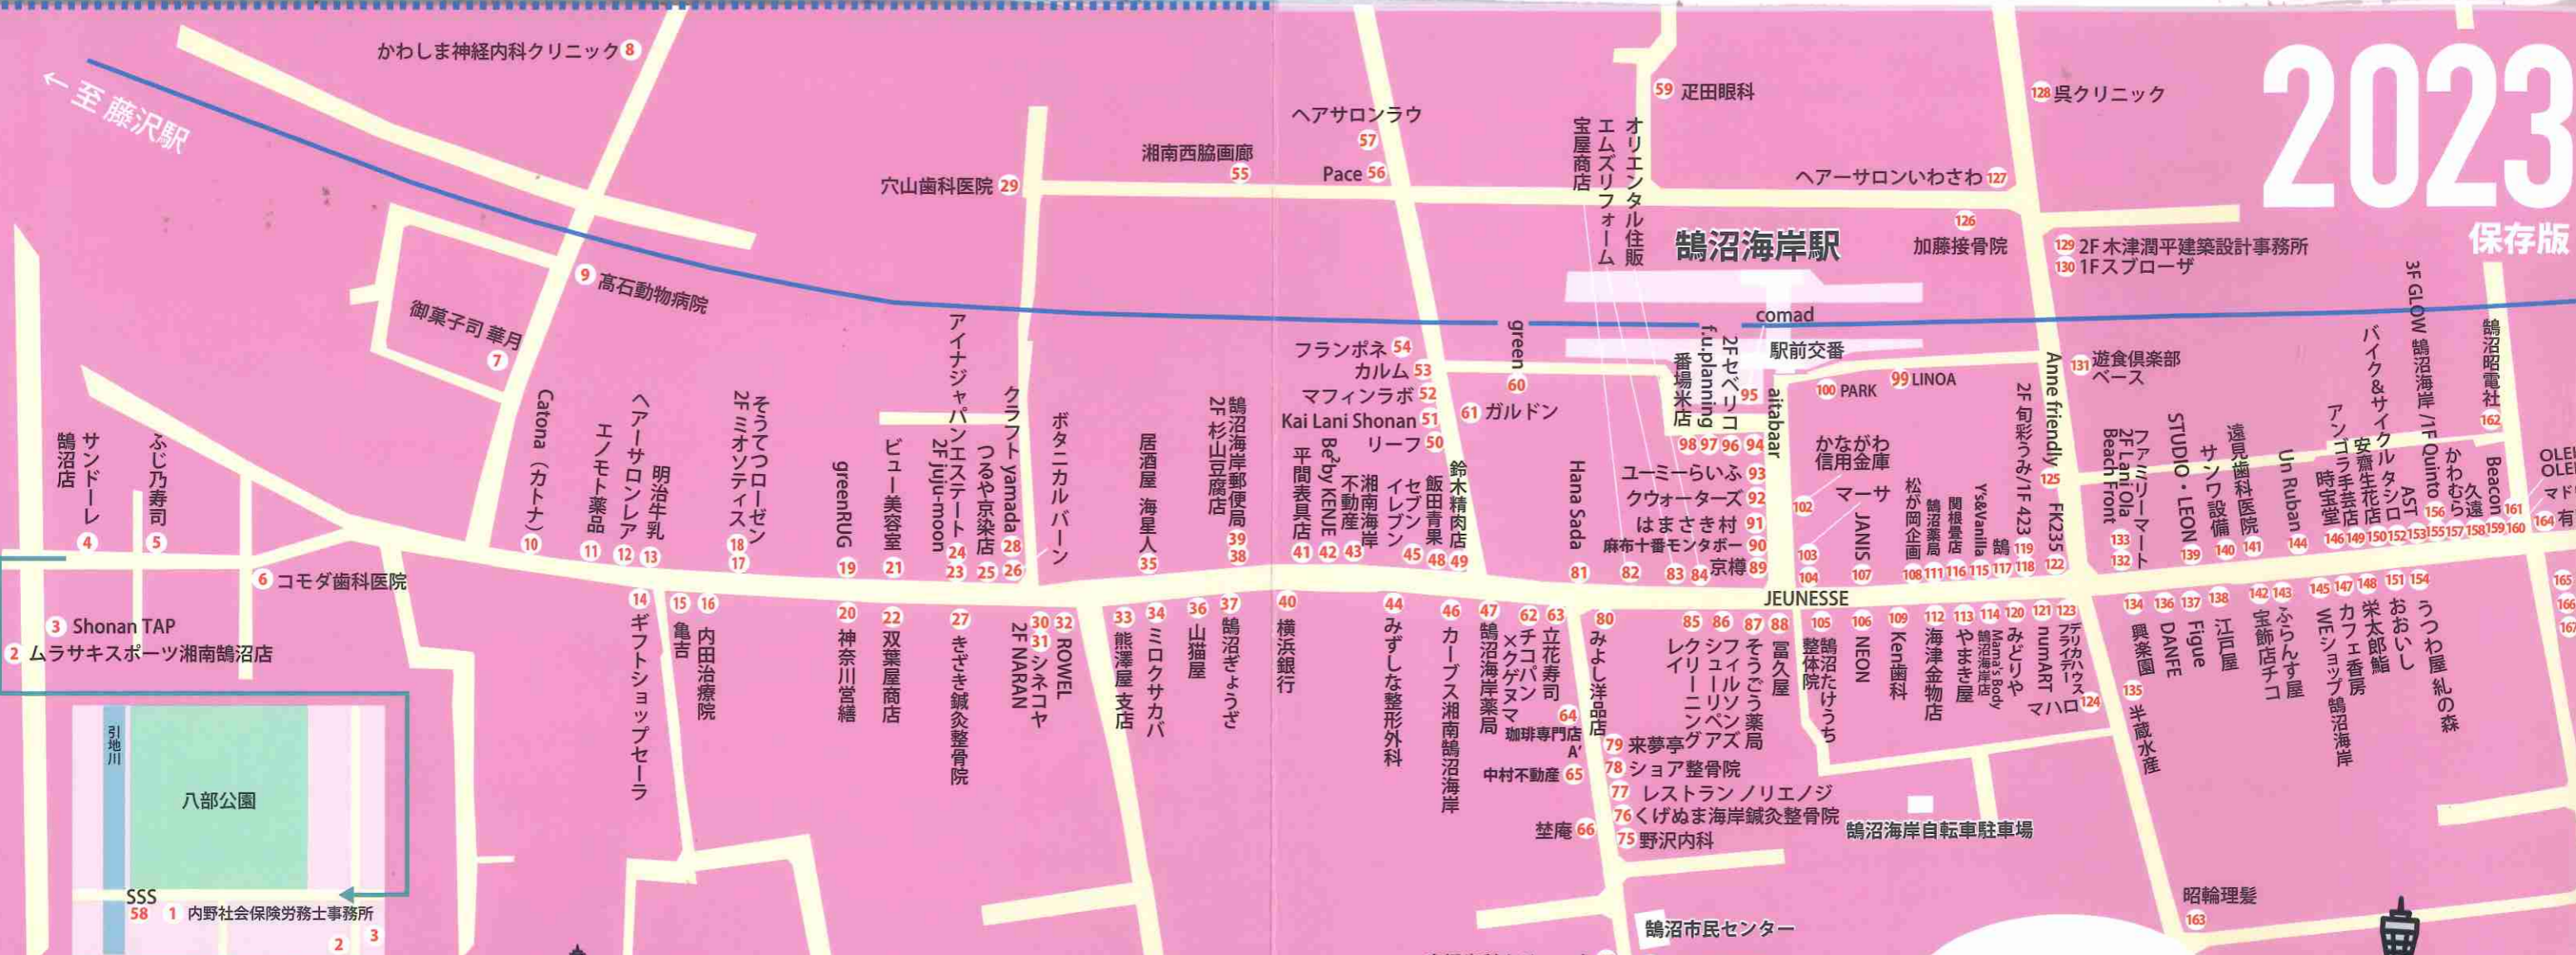 2023
保存版
←至 藤沢駅
かわしま神経内科クリニック 8
9 髙石動物病院
御菓子司 華月
7
穴山歯科医院 29
湘南西脇画廊
55
ヘアサロンラウ
57
Pace 56
59 疋田眼科
オリエンタル住販
エムズリフォーム
宝屋商店
鵠沼海岸駅
ヘアーサロンいわさわ 127
126
加藤接骨院
128 呉クリニック
129 2F 木津潤平建築設計事務所
130 1Fスブローザ
comad
駅前交番
131 遊食倶楽部
ベース
サンドーレ
鵠沼店
4
ふじ乃寿司
5
6 コモダ歯科医院
3 Shonan TAP
2 ムラサキスポーツ湘南鵠沼店
引地川
八部公園
SSS
58
1 内野社会保険労務士事務所
2
3
Catona(カトナ)
10
エノモト薬品
11
ヘアーサロンレア
12
明治牛乳
13
14
ギフトショップセーラ
15
亀吉
16
内田治療院
そうてつローゼン
2F ミオソティス
18
17
greenRUG
19
20
神奈川営繕
ビュー美容室
21
22
双葉屋商店
アイナジャパンエステート
2F juju-moon
24
23
つるや京染店
25
クラフト yamada
28
26
ボタニカル バーン
27
きざき鍼灸整骨院
30
31
2F NARAN
シネコヤ
32
ROWEL
33
熊澤屋 支店
34
ミロクサカバ
居酒屋 海星人
35
36
山猫屋
37
鵠沼ぎょうざ
鵠沼海岸郵便局
2F 杉山豆腐店
39
38
40
横浜銀行
平間表具店
41
Be²by KENJE
42
湘南海岸
不動産
43
44
みずしな整形外科
セブン
イレブン
45
飯田青果
48
鈴木精肉店
49
46
カーブス湘南鵠沼海岸
47
鵠沼海岸薬局
フランポネ 54
カルム 53
マフィンラボ 52
Kai Lani Shonan 51
リーフ 50
green
60
61 ガルドン
62
チコパン
×クゲヌマ
63
立花寿司
64
珈琲専門店
A'
中村不動産 65
埜庵 66
Hana Sada
81
80
みよし洋品店
79 来夢亭
78 ショア整骨院
77 レストラン ノリエノジ
76 くげぬま海岸鍼灸整骨院
75 野沢内科
鵠沼市民センター
82
83
84
85
クリーニング
レイ
86
フィルソンズ
シューリペア
87
そうごう薬局
88
冨久屋
京樽 89
麻布十番モンタボー 90
はまさき村 91
クウォーターズ 92
ユーミーらいふ 93
番場米店
f.u.planning
2Fセベリコ
95
98 97 96 94
aitabaar
100 PARK
99 LINOA
かながわ
信用金庫
102
マーサ
103
104
JEUNESSE
105
鵠沼たけうち
整体院
JANIS
107
106
NEON
松が岡企画
108
109
Ken歯科
鵠沼薬局
111
112
海津金物店
関根畳店
116
113
やまき屋
Y's&Vanilla
115
114
Mama's Body
鵠沼海岸店
鵠
117
120
みどりや
2F 旬彩うみ/1F 423
119
118
121
numART
FK235
122
123
デリカハウス
フライデー
124
マハロ
Anne friendly
125
鵠沼海岸自転車駐車場
ファミリーマート
2F Lani Ola
Beach Front
133
132
134
興楽園
135
半蔵水産
136
DANFE
137
Figue
138
江戸屋
STUDIO・LEON
139
サンワ設備
140
遠見歯科医院
141
142
宝飾店チコ
143
ふらんす屋
Un Ruban
144
145
WEショップ鵠沼海岸
時宝堂
146
147
カフェ香房
アンゴラ手芸店
149
148
栄太郎鮨
安齋生花店
150
バイク&サイクルタシロ
152
151
おおいし
AST
153
154
うつわ屋 糺の森
3F GLOW 鵠沼海岸 /1F Quinto
156
155
かわむら
157
久遠
158
Beacon
159 160
161
鵠沼昭電社
162
昭輪理髪
163
OLE
OLE
マド
164 有
165
166
167